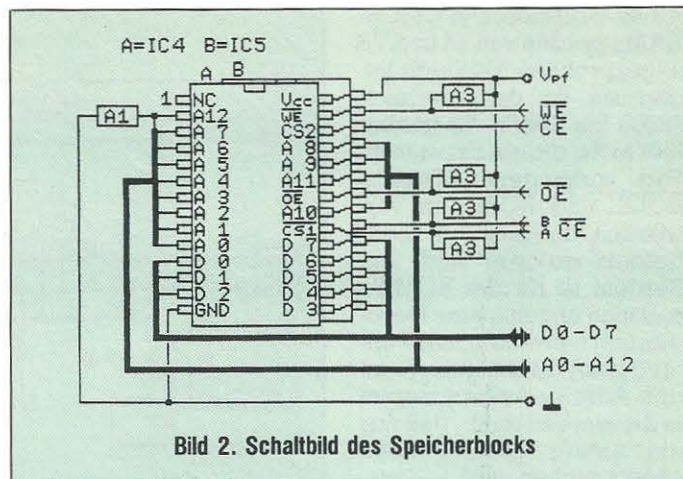 A=IC4 B=IC5
A B
1 NC
A12
A 7
A 6
A 5
A 4
A 3
A 2
A 1
A 0
D 0
D 1
D 2
GND
Vcc
WE
CS2
A 8
A 9
A11
OE
A10
CS1
D 7
D 6
D 5
D 4
D 3
A1
A3
A3
A3
A3
Vpf
WE
CE
OE
B
A CE
D0-D7
A0-A12
Bild 2. Schaltbild des Speicherblocks